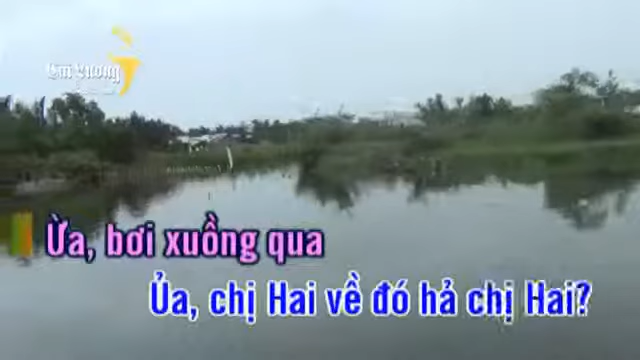 Ừa, bơi xuồng qua
Ủa, chị Hai về đó hả chị Hai?